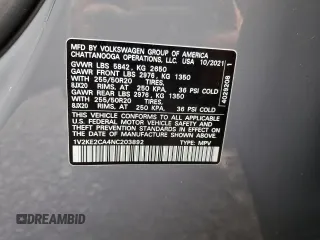 MFD. BY VOLKSWAGEN GROUP OF AMERICA
CHATTANOOGA OPERATIONS, LLC. USA 10/2021
GVWR LBS 5842, KG 2650
GAWR FRONT LBS 2976, KG 1350
WITH 255/50R20 TIRES,
8JX20 RIMS, AT 250 KPA, 36 PSI COLD
GAWR REAR LBS 2976, KG 1350
WITH 255/50R20 TIRES,
8JX20 RIMS, AT 250 KPA, 36 PSI COLD
THIS VEHICLE CONFORMS TO ALL APPLICABLE
FEDERAL MOTOR VEHICLE SAFETY, BUMPER,
AND THEFT PREVENTION STANDARDS IN EFFECT
ON THE DATE OF MANUFACTURE SHOWN ABOVE.
1V2KE2CA4NC203892 TYPE: MPV
4029208 1
DREAMBID